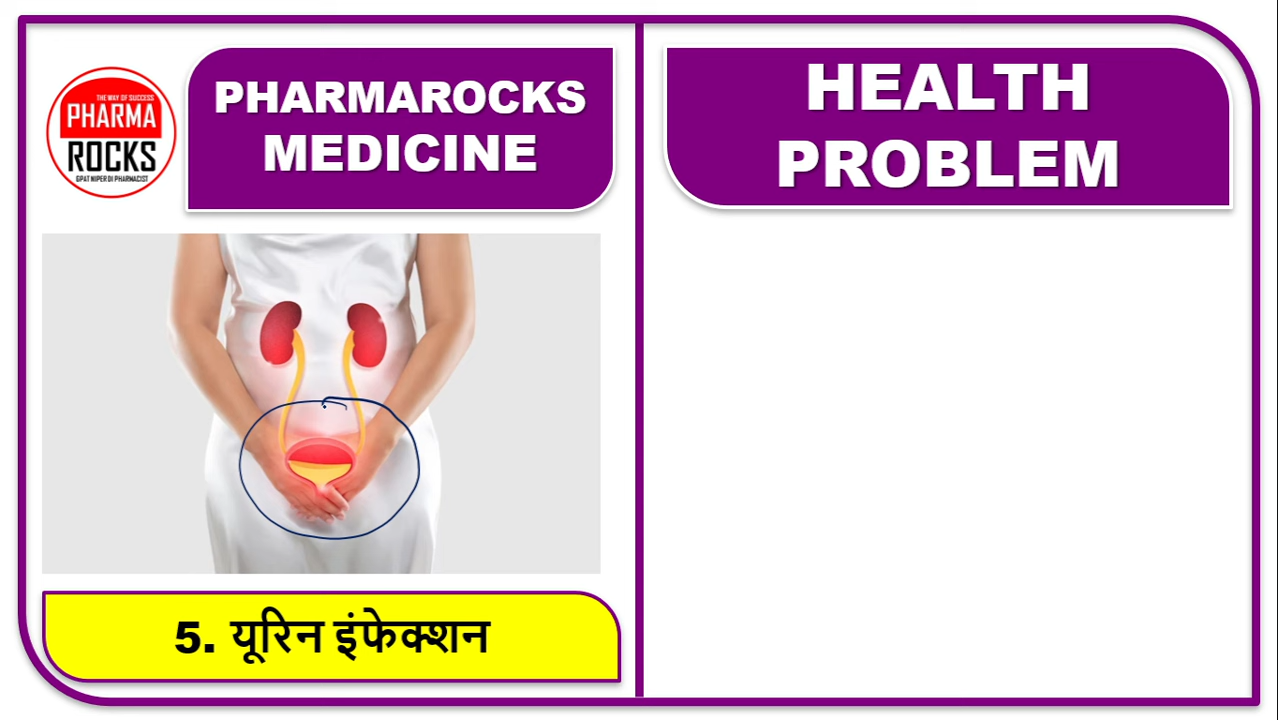 THE WAY OF SUCCESS
PHARMA
ROCKS
GPAT NIPER DI PHARMACIST
PHARMAROCKS
MEDICINE
HEALTH
PROBLEM
5. यूरिन इंफेक्शन